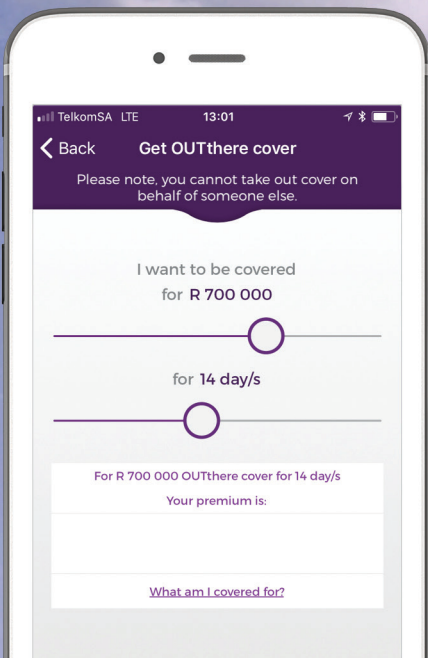 TelkomSA LTE 13:01
Back Get OUTthere cover
Please note, you cannot take out cover on
behalf of someone else.
I want to be covered
for R 700 000
for 14 day/s
For R 700 000 OUTthere cover for 14 day/s
Your premium is:
What am I covered for?